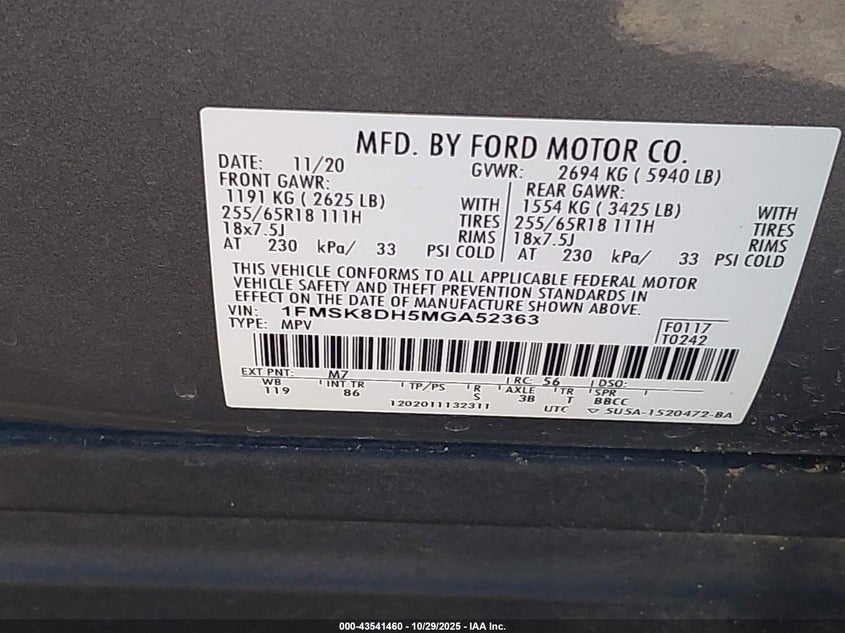 MFD. BY FORD MOTOR CO.
DATE: 11/20 GVWR: 2694 KG ( 5940 LB)
FRONT GAWR: REAR GAWR:
1191 KG ( 2625 LB) WITH 1554 KG ( 3425 LB) WITH
255/65R18 111H TIRES 255/65R18 111H TIRES
18x7.5J RIMS 18x7.5J RIMS
AT 230 kPa/ 33 PSI COLD AT 230 kPa/ 33 PSI COLD
THIS VEHICLE CONFORMS TO ALL APPLICABLE FEDERAL MOTOR
VEHICLE SAFETY AND THEFT PREVENTION STANDARDS IN
EFFECT ON THE DATE OF MANUFACTURE SHOWN ABOVE.
VIN: 1FMSK8DH5MGA52363
TYPE: MPV
F0117
T0242
EXT PNT: M7 RC: 56 DSO:
WB INT TR TP/PS R AXLE TR SPR
119 86 S 3B T BBCC
1202011132311 UTC ▽ 5U5A-1520472-BA
000-43541460 - 10/29/2025 - IAA Inc.